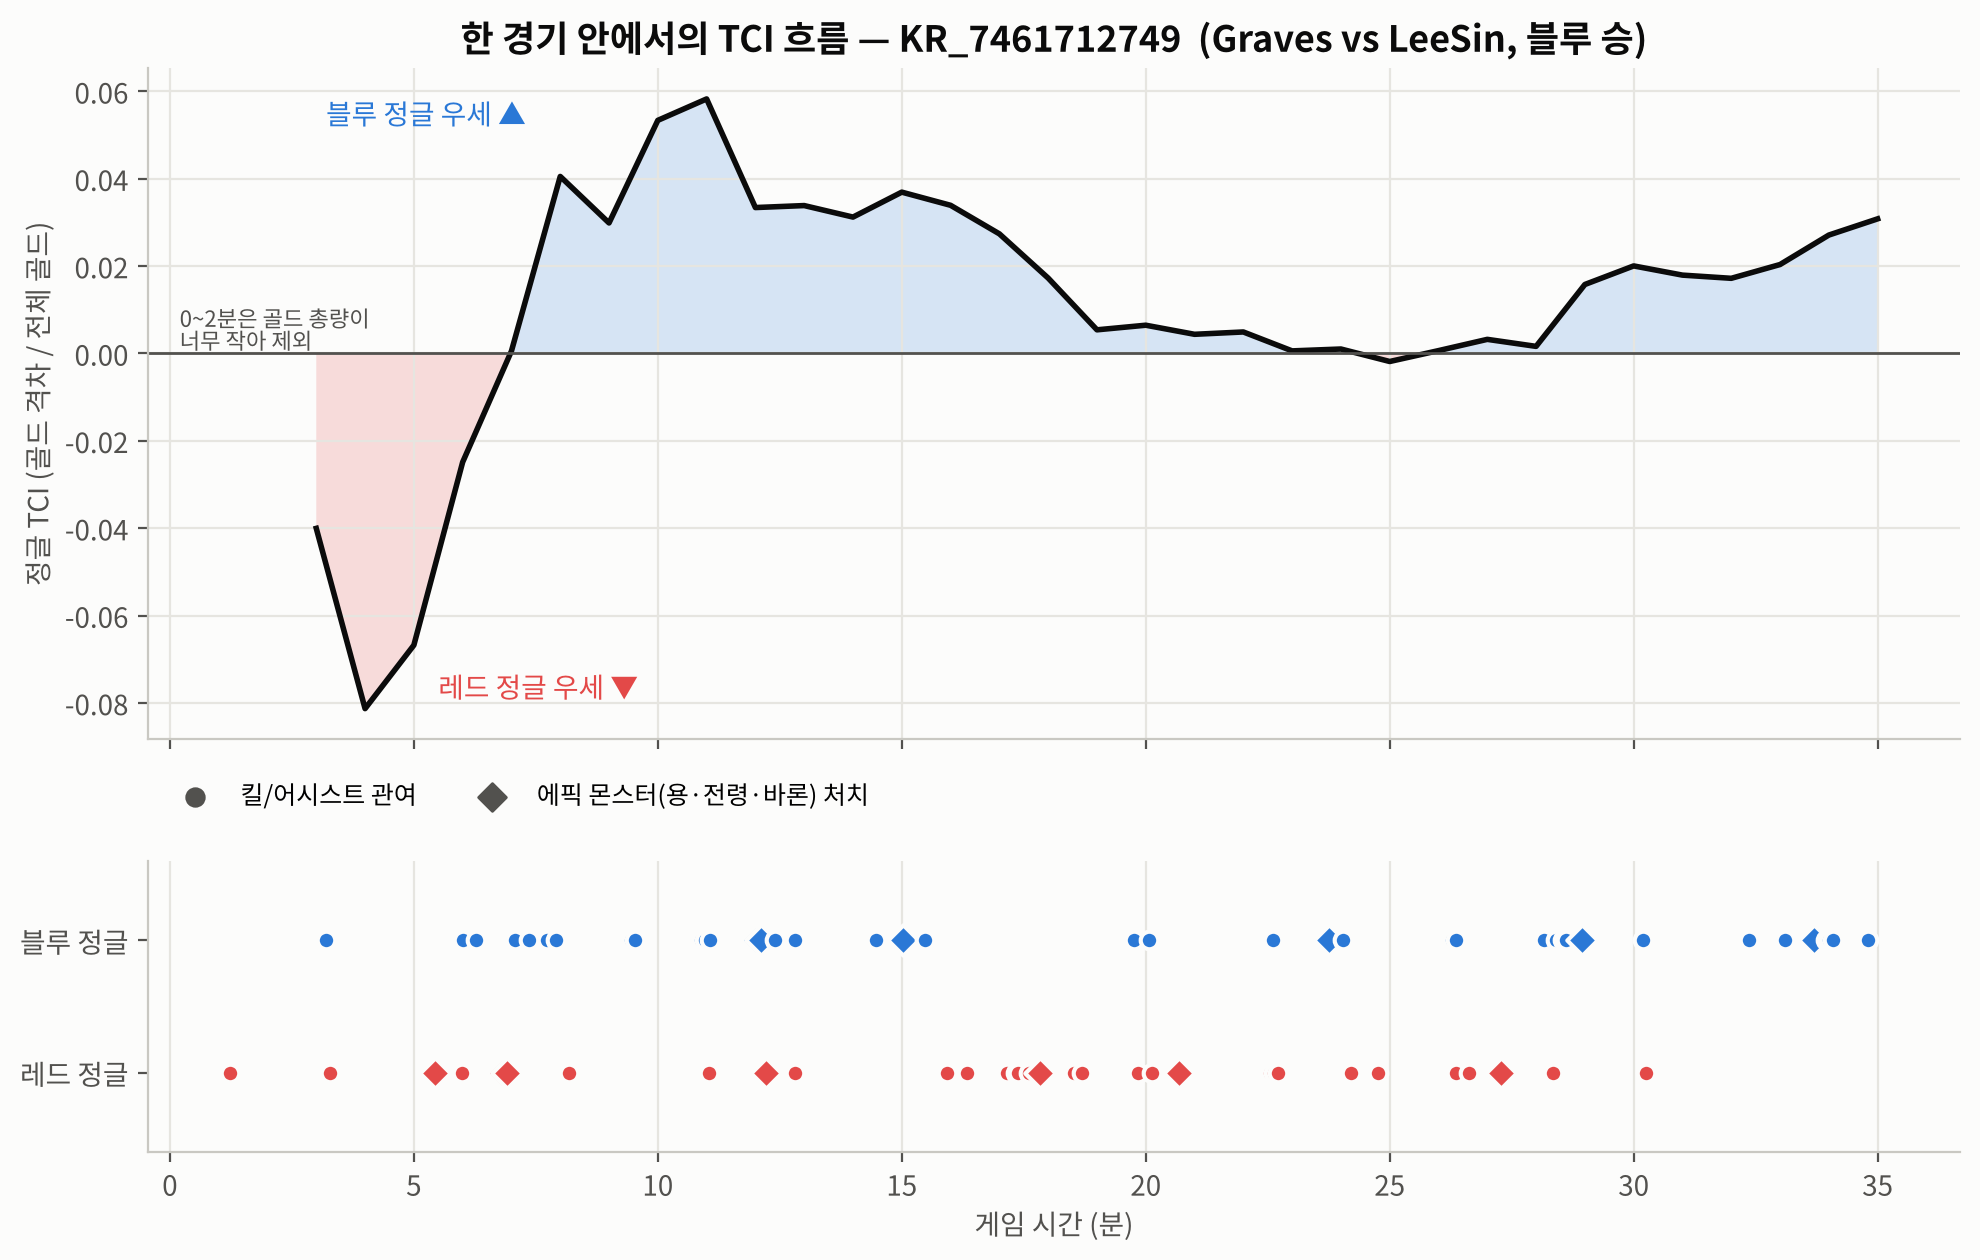 한 경기 안에서의 TCI 흐름 — KR_7461712749  (Graves vs LeeSin, 블루 승)
정글 TCI (골드 격차 / 전체 골드)
0.06
0.04
0.02
0.00
-0.02
-0.04
-0.06
-0.08
블루 정글 우세 ▲
0~2분은 골드 총량이
너무 작아 제외
레드 정글 우세 ▼
킬/어시스트 관여
에픽 몬스터(용·전령·바론) 처치
블루 정글
레드 정글
0 5 10 15 20 25 30 35
게임 시간 (분)